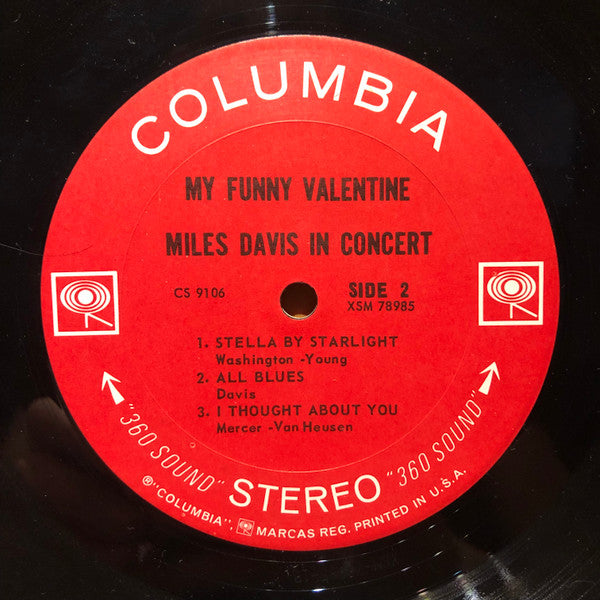 COLUMBIA
MY FUNNY VALENTINE
MILES DAVIS IN CONCERT
CS 9106
SIDE 2
XSM 78985
1. STELLA BY STARLIGHT
Washington -Young
2. ALL BLUES
Davis
3. I THOUGHT ABOUT YOU
Mercer -Van Heusen
"360 SOUND" STEREO "360 SOUND"
®"COLUMBIA", MARCAS REG. PRINTED IN U.S.A.